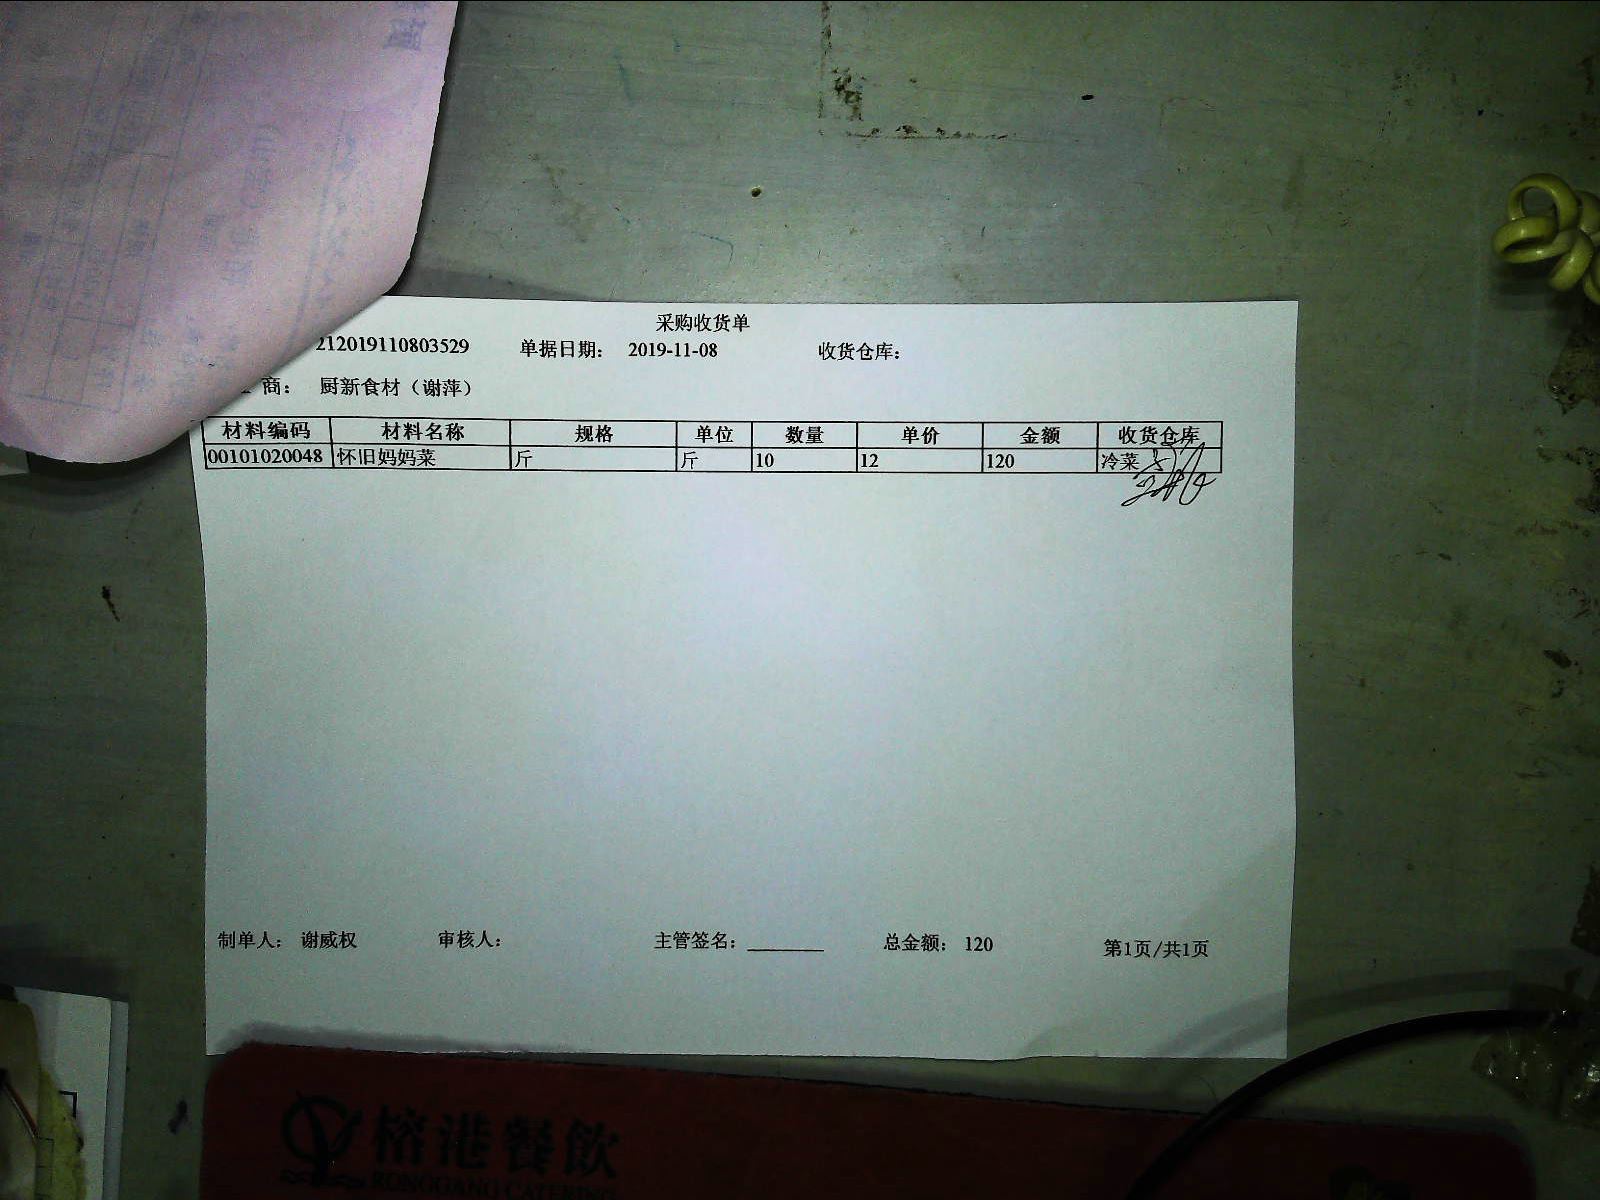 采购收货单
212019110803529 单据日期： 2019-11-08 收货仓库：
商： 厨新食材（谢萍）
材料编码 材料名称 规格 单位 数量 单价 金额 收货仓库
00101020048 怀旧妈妈菜 斤 斤 10 12 120 冷菜
制单人： 谢威权 审核人： 主管签名： 总金额： 120 第1页/共1页
榕港餐飲
RONGGANG CATERING